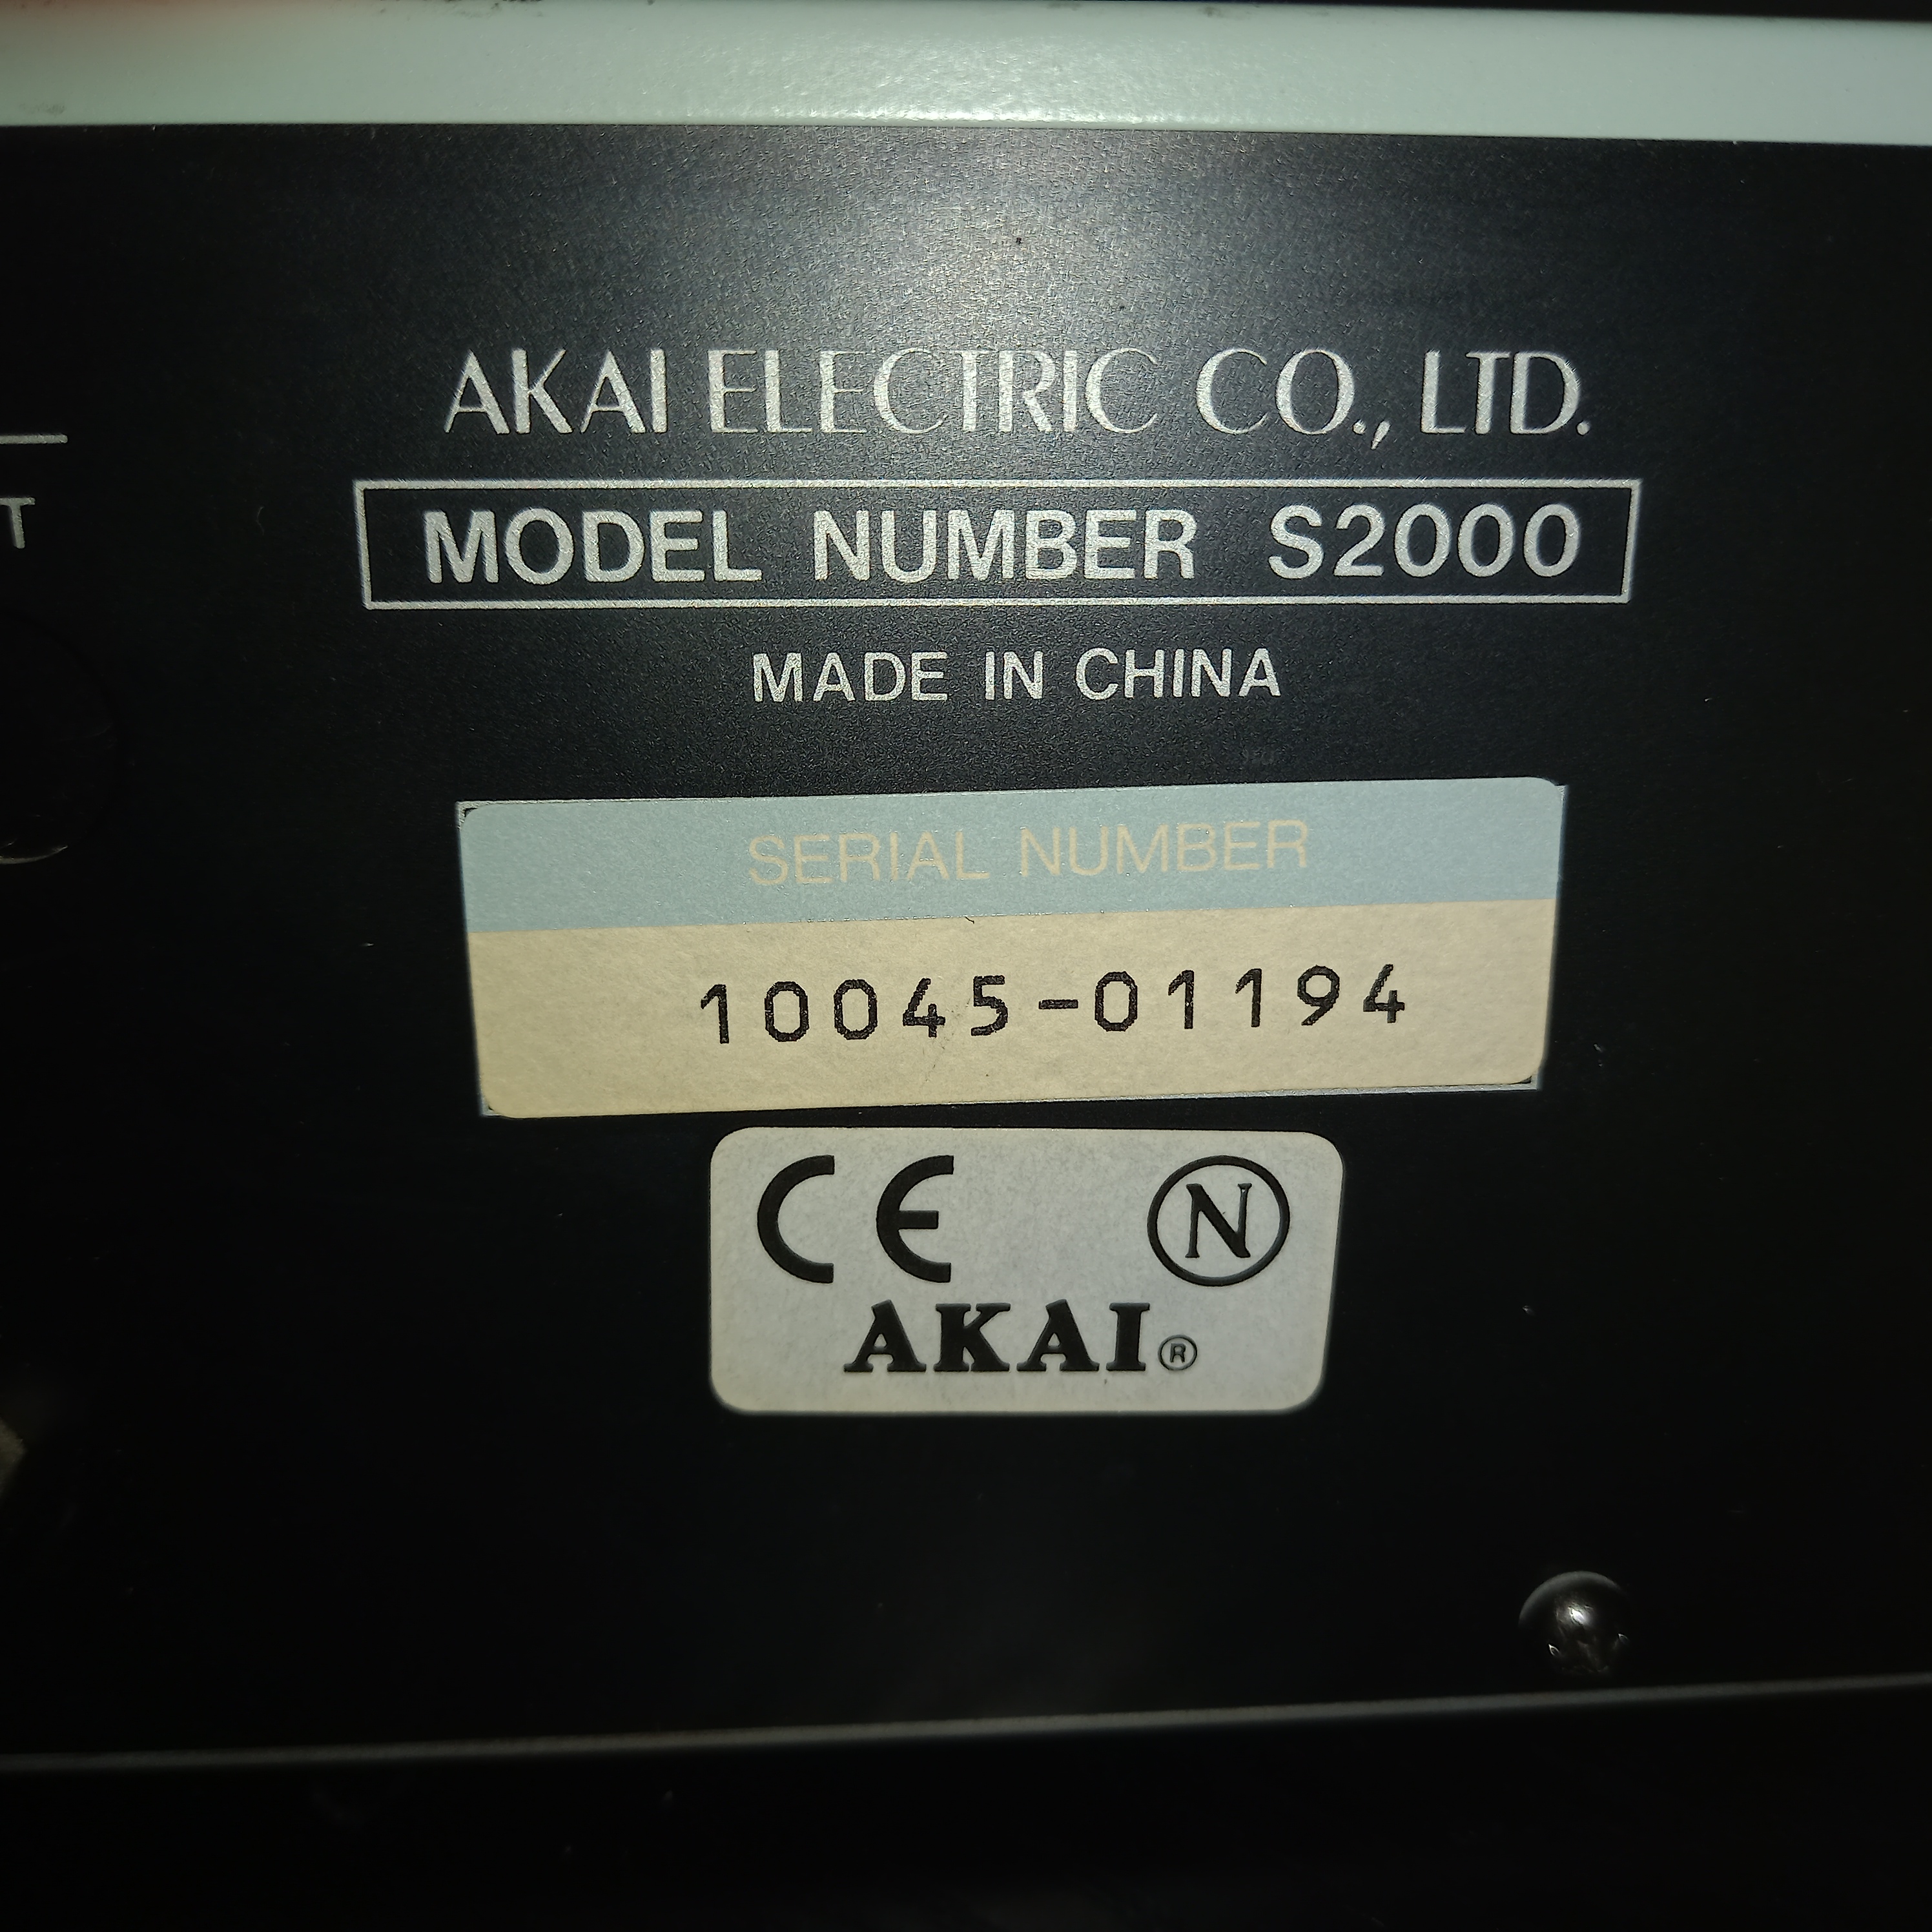 AKAI ELECTRIC CO., LTD.
T
MODEL NUMBER S2000
MADE IN CHINA
SERIAL NUMBER
10045-01194
CE N
AKAI®